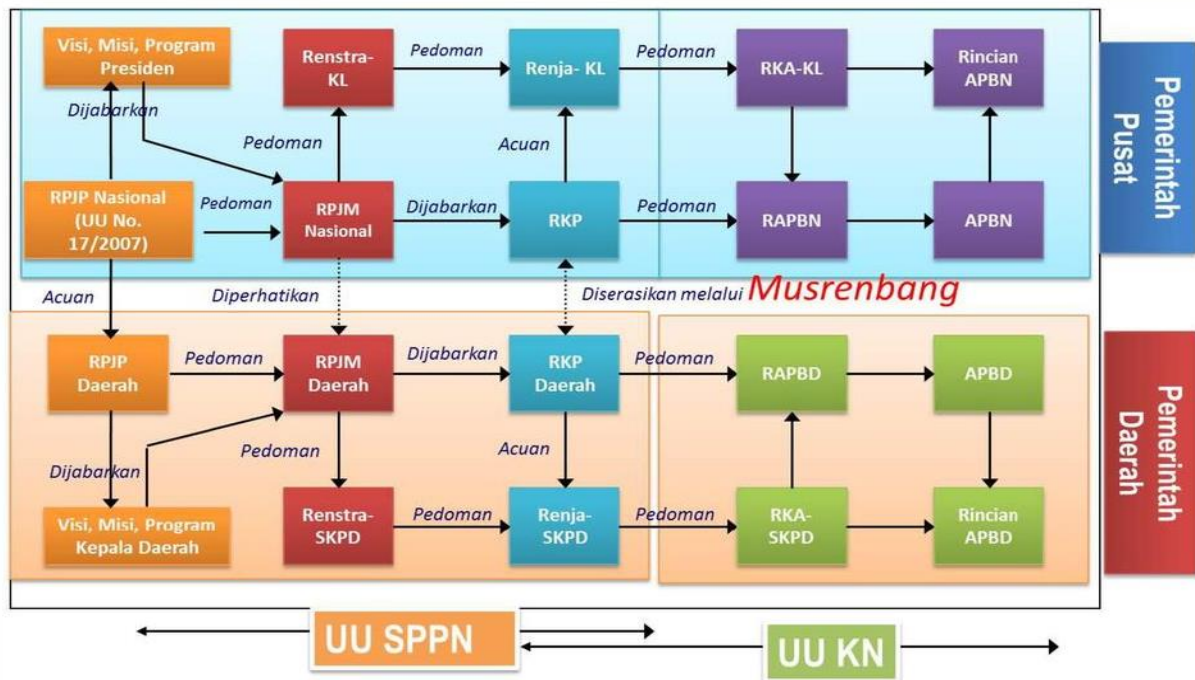 Visi, Misi, Program
Presiden
Renstra-
KL
Pedoman
Renja- KL
Pedoman
RKA-KL
Rincian
APBN
Dijabarkan
Pedoman
Acuan
RPJP Nasional
(UU No.
17/2007)
Pedoman
RPJM
Nasional
Dijabarkan
RKP
Pedoman
RAPBN
APBN
Pemerintah
Pusat
Acuan
Diperhatikan
Diserasikan melalui Musrenbang
RPJP
Daerah
Pedoman
RPJM
Daerah
Dijabarkan
RKP
Daerah
Pedoman
RAPBD
APBD
Dijabarkan
Pedoman
Acuan
Visi, Misi, Program
Kepala Daerah
Renstra-
SKPD
Pedoman
Renja-
SKPD
Pedoman
RKA-
SKPD
Rincian
APBD
Pemerintah
Daerah
UU SPPN
UU KN